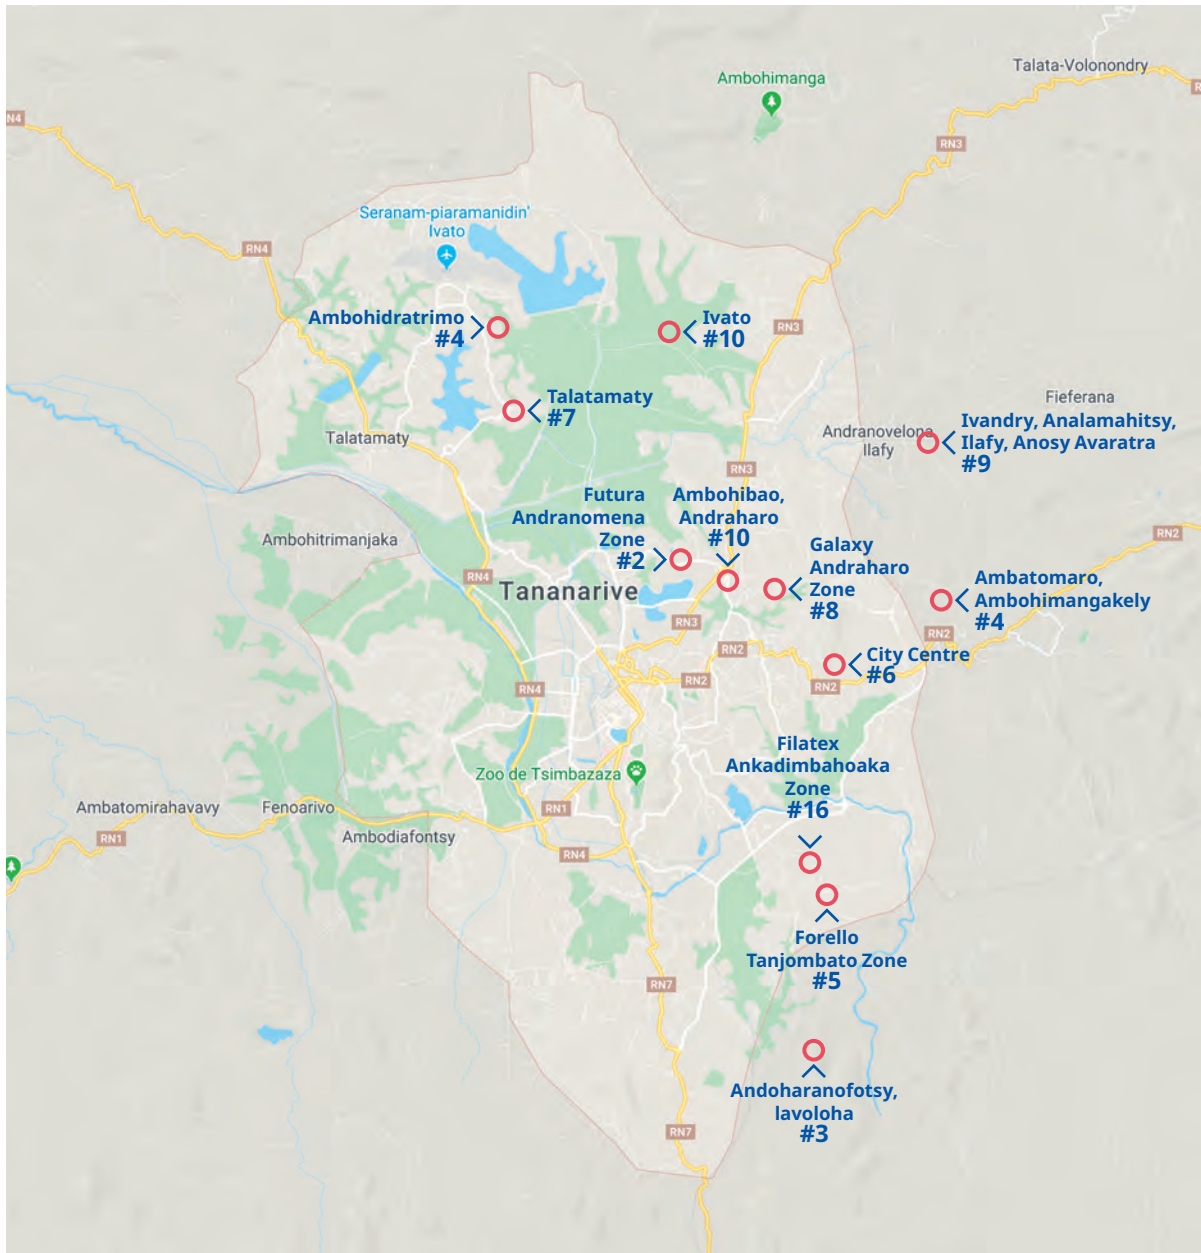 Ambohimanga
Talata-Volonondry
N4
RN3
Seranam-piaramanidin'
Ivato
RN4
Ambohidratrimo
#4
Ivato
#10
RN3
Talatamaty
#7
Fieferana
Talatamaty
Andranovelona
Ilafy
Ivandry, Analamahitsy,
Ilafy, Anosy Avaratra
#9
RN3
Futura
Andranomena
Zone
#2
Ambohibao,
Andraharo
#10
Ambohitrimanjaka
Galaxy
Andraharo
Zone
#8
RN2
RN4
Tananarive
Ambatomaro,
Ambohimangakely
#4
RN3
RN2
RN2
City Centre
#6
RN2
RN4
RN2
Filatex
Ankadimbahoaka
Zone
#16
Zoo de Tsimbazaza
Ambatomirahavavy
Fenoarivo
RN1
RN1
Ambodiafontsy
RN4
Forello
Tanjombato Zone
#5
RN7
Andoharanofotsy,
Iavoloha
#3
RN7